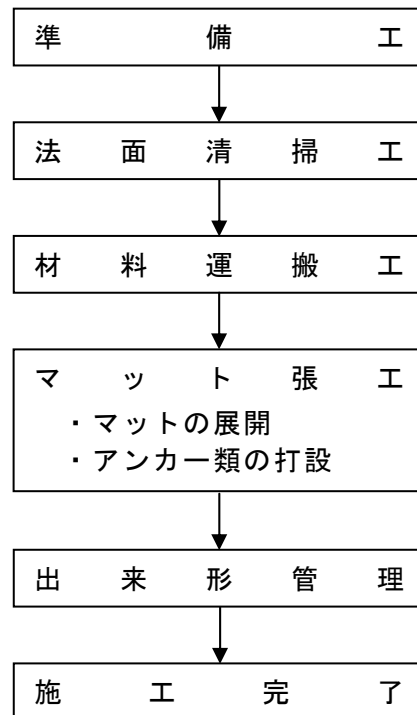 準備工
法面清掃工
材料運搬工
マット張工
・マットの展開
・アンカー類の打設
出来形管理
施工完了